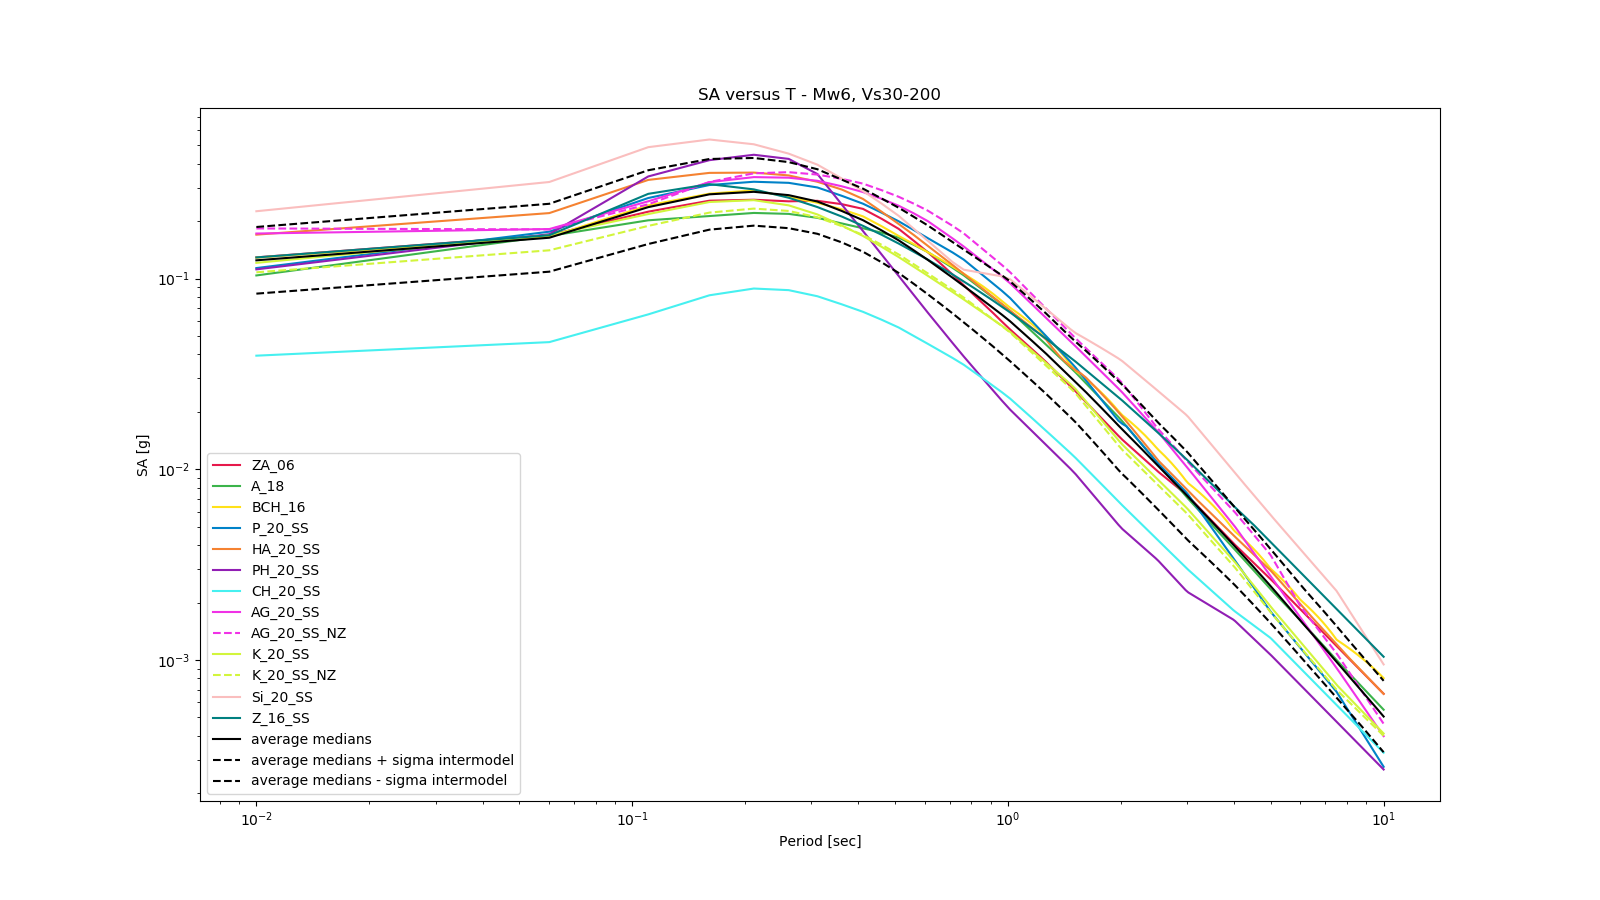 SA versus T - Mw6, Vs30-200
SA [g]
10⁻¹
10⁻²
10⁻³
ZA_06
A_18
BCH_16
P_20_SS
HA_20_SS
PH_20_SS
CH_20_SS
AG_20_SS
AG_20_SS_NZ
K_20_SS
K_20_SS_NZ
Si_20_SS
Z_16_SS
average medians
average medians + sigma intermodel
average medians - sigma intermodel
10⁻² 10⁻¹ 10⁰ 10¹
Period [sec]